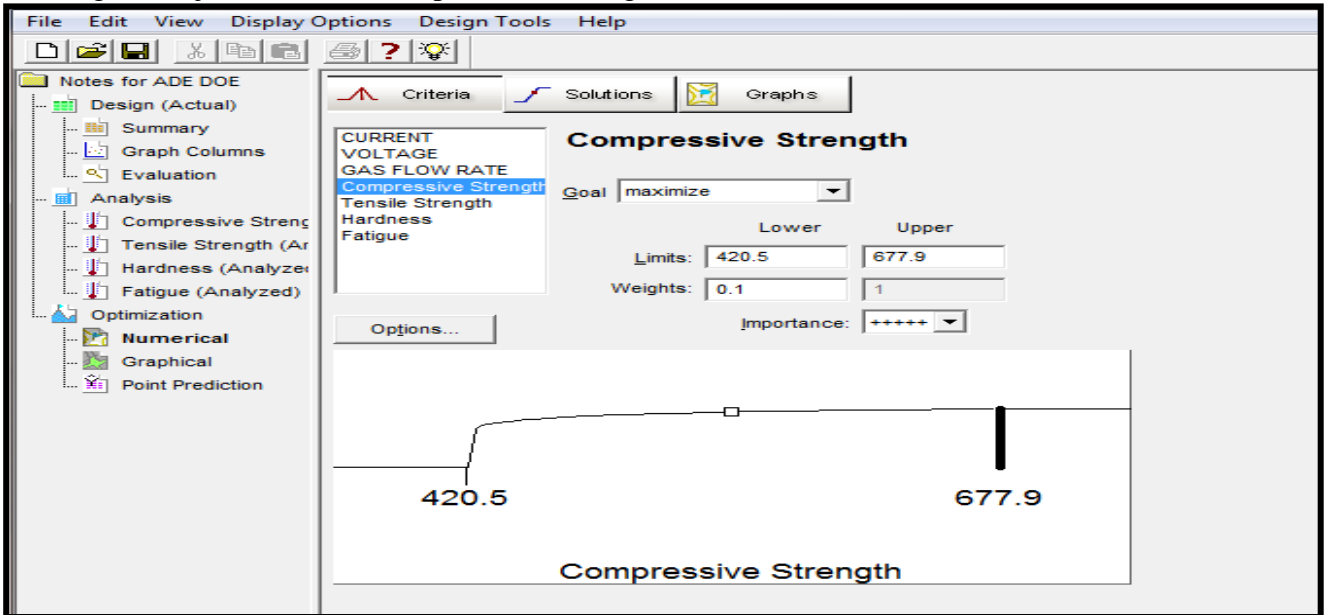 File Edit View Display Options Design Tools Help
Notes for ADE DOE
Design (Actual)
Summary
Graph Columns
Evaluation
Analysis
Compressive Streng
Tensile Strength (Ar
Hardness (Analyze
Fatigue (Analyzed)
Optimization
Numerical
Graphical
Point Prediction
Criteria Solutions Graphs
CURRENT
VOLTAGE
GAS FLOW RATE
Compressive Strength
Tensile Strength
Hardness
Fatigue
Options...
Compressive Strength
Goal maximize
Lower Upper
Limits: 420.5 677.9
Weights: 0.1 1
Importance: +++++
420.5 677.9
Compressive Strength